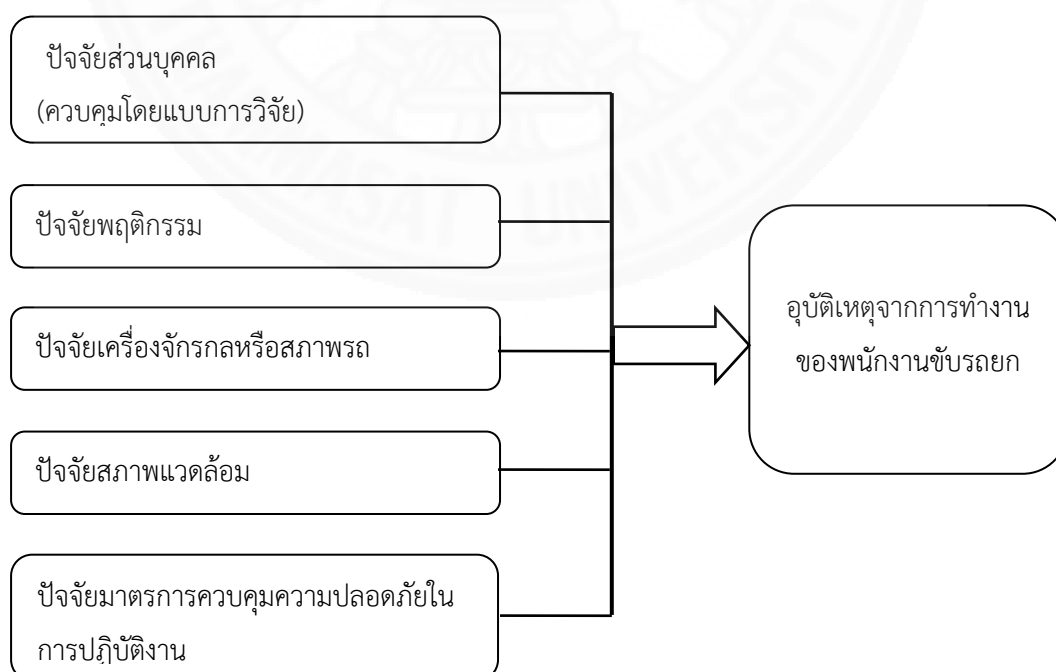 ปัจจัยส่วนบุคคล
(ควบคุมโดยแบบการวิจัย)
ปัจจัยพฤติกรรม
ปัจจัยเครื่องจักรกลหรือสภาพรถ
ปัจจัยสภาพแวดล้อม
ปัจจัยมาตรการควบคุมความปลอดภัยใน
การปฏิบัติงาน
อุบัติเหตุจากการทำงาน
ของพนักงานขับรถยก